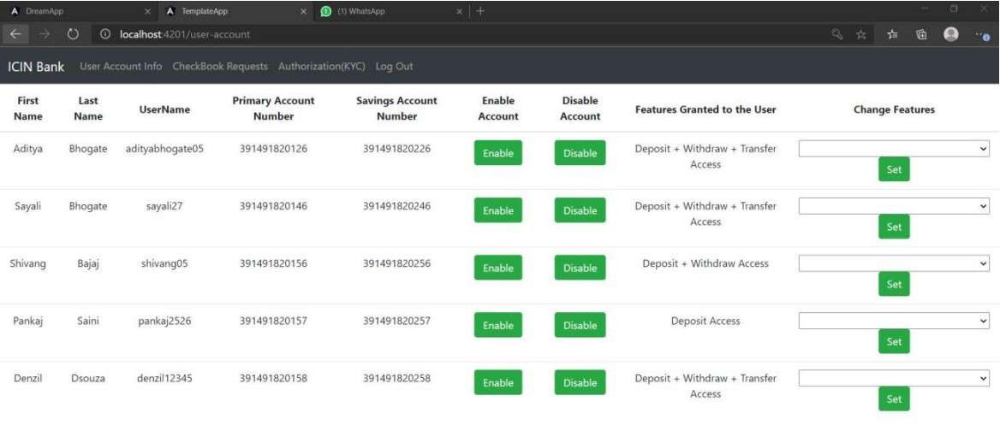 DreamApp TemplateApp (1) WhatsApp
localhost:4201/user-account
ICIN Bank User Account Info CheckBook Requests Authorization(KYC) Log Out
First Name Last Name UserName Primary Account Number Savings Account Number Enable Account Disable Account Features Granted to the User Change Features
Aditya Bhogate adityabhogate05 391491820126 391491820226 Enable Disable Deposit + Withdraw + Transfer Access
Set
Sayali Bhogate sayali27 391491820146 391491820246 Enable Disable Deposit + Withdraw + Transfer Access
Set
Shivang Bajaj shivang05 391491820156 391491820256 Enable Disable Deposit + Withdraw Access
Set
Pankaj Saini pankaj2526 391491820157 391491820257 Enable Disable Deposit Access
Set
Denzil Dsouza denzil12345 391491820158 391491820258 Enable Disable Deposit + Withdraw + Transfer Access
Set